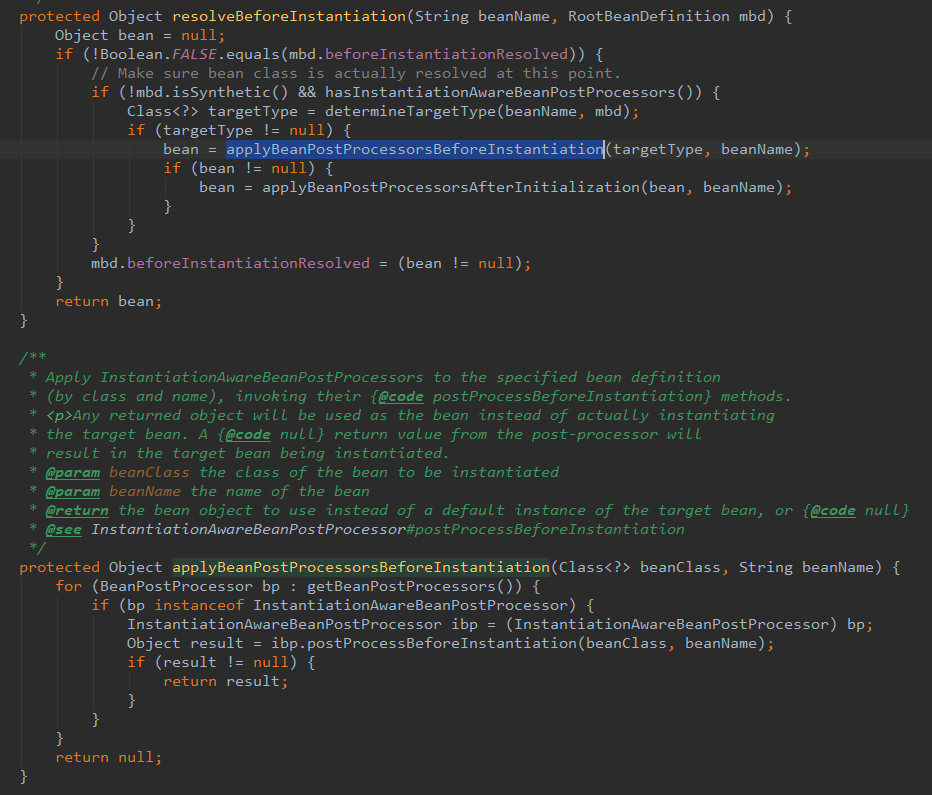 protected Object resolveBeforeInstantiation(String beanName, RootBeanDefinition mbd) {
    Object bean = null;
    if (!Boolean.FALSE.equals(mbd.beforeInstantiationResolved)) {
        // Make sure bean class is actually resolved at this point.
        if (!mbd.isSynthetic() && hasInstantiationAwareBeanPostProcessors()) {
            Class<?> targetType = determineTargetType(beanName, mbd);
            if (targetType != null) {
                bean = applyBeanPostProcessorsBeforeInstantiation(targetType, beanName);
                if (bean != null) {
                    bean = applyBeanPostProcessorsAfterInitialization(bean, beanName);
                }
            }
        }
        mbd.beforeInstantiationResolved = (bean != null);
    }
    return bean;
}

/**
 * Apply InstantiationAwareBeanPostProcessors to the specified bean definition
 * (by class and name), invoking their {@code postProcessBeforeInstantiation} methods.
 * <p>Any returned object will be used as the bean instead of actually instantiating
 * the target bean. A {@code null} return value from the post-processor will
 * result in the target bean being instantiated.
 * @param beanClass the class of the bean to be instantiated
 * @param beanName the name of the bean
 * @return the bean object to use instead of a default instance of the target bean, or {@code null}
 * @see InstantiationAwareBeanPostProcessor#postProcessBeforeInstantiation
 */
protected Object applyBeanPostProcessorsBeforeInstantiation(Class<?> beanClass, String beanName) {
    for (BeanPostProcessor bp : getBeanPostProcessors()) {
        if (bp instanceof InstantiationAwareBeanPostProcessor) {
            InstantiationAwareBeanPostProcessor ibp = (InstantiationAwareBeanPostProcessor) bp;
            Object result = ibp.postProcessBeforeInstantiation(beanClass, beanName);
            if (result != null) {
                return result;
            }
        }
    }
    return null;
}